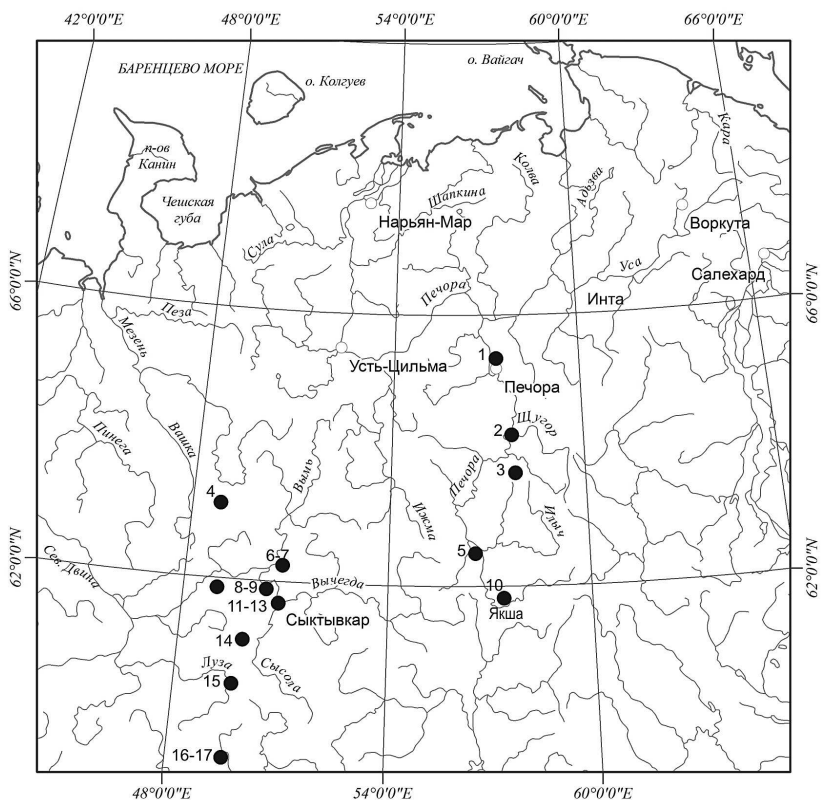 42°0'0"E 48°0'0"E 54°0'0"E 60°0'0"E 66°0'0"E
БАРЕНЦЕВО МОРЕ
о. Колгуев
о. Вайгач
п-ов
Канин
Чешская
губа
Кара
Колва
Шапкина
Адзьва
Нарьян-Мар
Воркута
Сула
Уса
Салехард
66°0'0"N
66°0'0"N
Печора
Инта
Пеза
Мезень
Усть-Цильма
1
Печора
Щугор
2
Пинега
Вашка
Вымь
Печора
3
4
Ижма
Илыч
5
6-7
62°0'0"N
62°0'0"N
Сев. Двина
8-9
Вычегда
10
11-13
Сыктывкар
Якша
14
Луза
Сысола
15
16-17
48°0'0"E 54°0'0"E 60°0'0"E